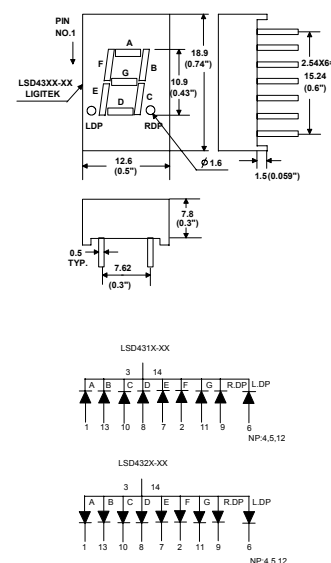 PIN
NO.1
A
F
B
G
E
C
D
LDP
RDP
LSD43XX-XX
LIGITEK
18.9
(0.74")
10.9
(0.43")
2.54X6=
15.24
(0.6")
12.6
(0.5")
ϕ1.6
1.5(0.059")
7.8
(0.3")
0.5
TYP.
7.62
(0.3")
LSD431X-XX
3 14
A B C D E F G R.DP L.DP
1 13 10 8 7 2 11 9 6
NP:4,5,12
LSD432X-XX
3 14
A B C D E F G R.DP L.DP
1 13 10 8 7 2 11 9 6
NP:4,5,12